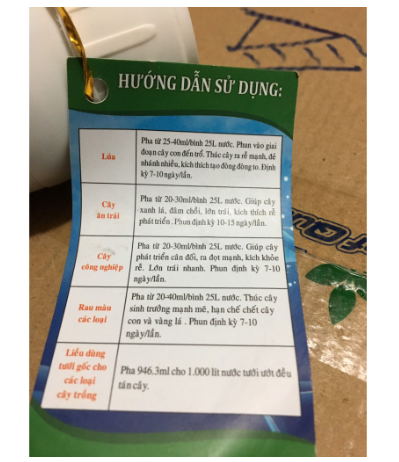 HƯỚNG DẪN SỬ DỤNG:
Lúa
Pha từ 25-40ml/bình 25L nước. Phun vào giai
đoạn cây con đến trổ. Thúc cây ra rễ mạnh, đẻ
nhánh nhiều, kích thích tạo đòng đòng to. Định
kỳ 7-10ngày/lần.
Cây
ăn trái
Pha từ 20-30ml/bình 25L nước. Giúp cây
xanh lá, đâm chồi, lớn trái, kích thích rễ
phát triển . Phun định kỳ 10-15 ngày/lần.
Cây
công nghiệp
Pha từ 20-30ml/bình 25L nước. Giúp cây
phát triển cân đối, ra đọt mạnh, kích khỏe
rễ. Lớn trái nhanh. Phun định kỳ 7-10
ngày/lần.
Rau màu
các loại
Pha từ 20-40ml/bình 25L nước. Thúc cây
sinh trưởng mạnh mẽ, hạn chế chết cây
con và vàng lá . Phun định kỳ 7-10
ngày/lần.
Liều dùng
tưới gốc cho
các loại
cây trồng
Pha 946.3ml cho 1.000 lít nước tưới ướt đều
tán cây.